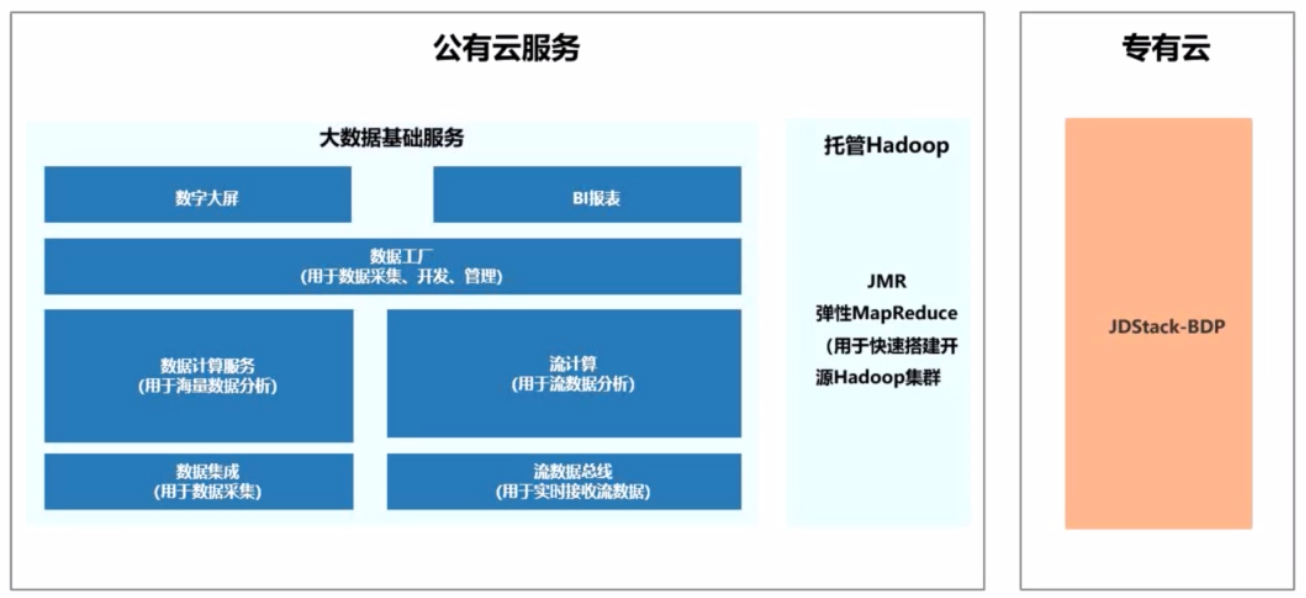 公有云服务
大数据基础服务
数字大屏
BI报表
数据工厂
(用于数据采集、开发、管理)
数据计算服务
(用于海量数据分析)
流计算
(用于流数据分析)
数据集成
(用于数据采集)
流数据总线
(用于实时接收流数据)
托管Hadoop
JMR
弹性MapReduce
（用于快速搭建开
源Hadoop集群
专有云
JDStack-BDP